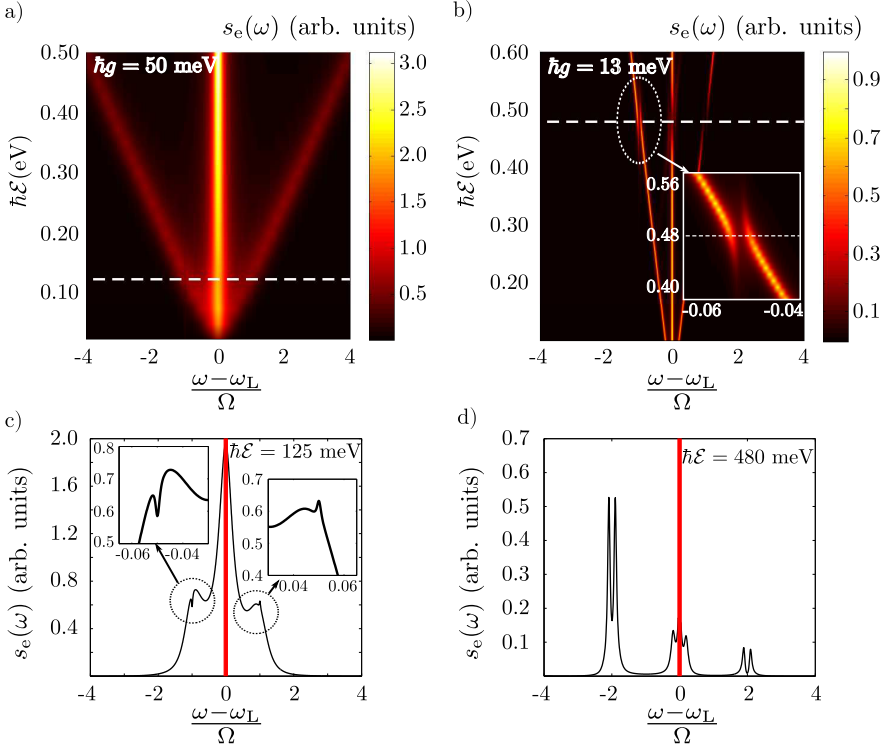 a)
s_e(ω) (arb. units)
ħg = 50 meV
ħℰ(eV)
0.50
0.40
0.30
0.20
0.10
-4 -2 0 2 4
ω−ω_L
Ω
3.0
2.5
2.0
1.5
1.0
0.5
b)
s_e(ω) (arb. units)
ħg = 13 meV
ħℰ(eV)
0.60
0.50
0.40
0.30
0.20
0.56
0.48
0.40
-0.06 -0.04
-4 -2 0 2 4
ω−ω_L
Ω
0.9
0.7
0.5
0.3
0.1
c)
s_e(ω) (arb. units)
ħℰ = 125 meV
2.0
1.6
1.2
0.8
0.4
0.8
0.7
0.6
0.5
-0.06 -0.04
0.7
0.6
0.5
0.4
0.04 0.06
-4 -2 0 2 4
ω−ω_L
Ω
d)
s_e(ω) (arb. units)
ħℰ = 480 meV
0.7
0.6
0.5
0.4
0.3
0.2
0.1
-4 -2 0 2 4
ω−ω_L
Ω